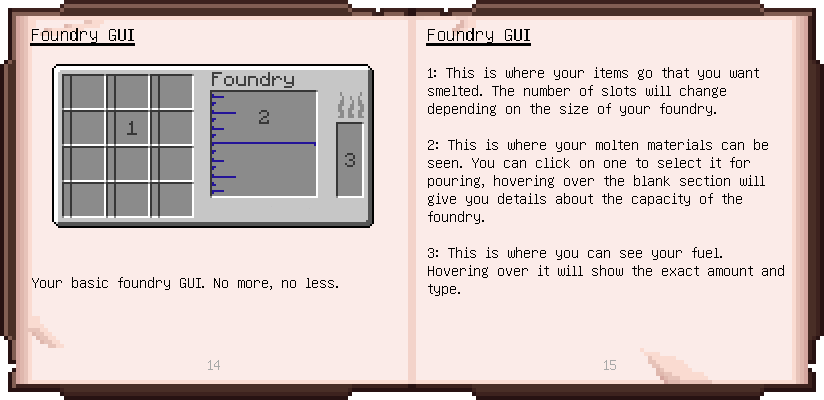 Foundry GUI
Foundry
1
2
3
Your basic foundry GUI. No more, no less.
14
Foundry GUI
1: This is where your items go that you want
smelted. The number of slots will change
depending on the size of your foundry.
2: This is where your molten materials can be
seen. You can click on one to select it for
pouring, hovering over the blank section will
give you details about the capacity of the
foundry.
3: This is where you can see your fuel.
Hovering over it will show the exact amount and
type.
15